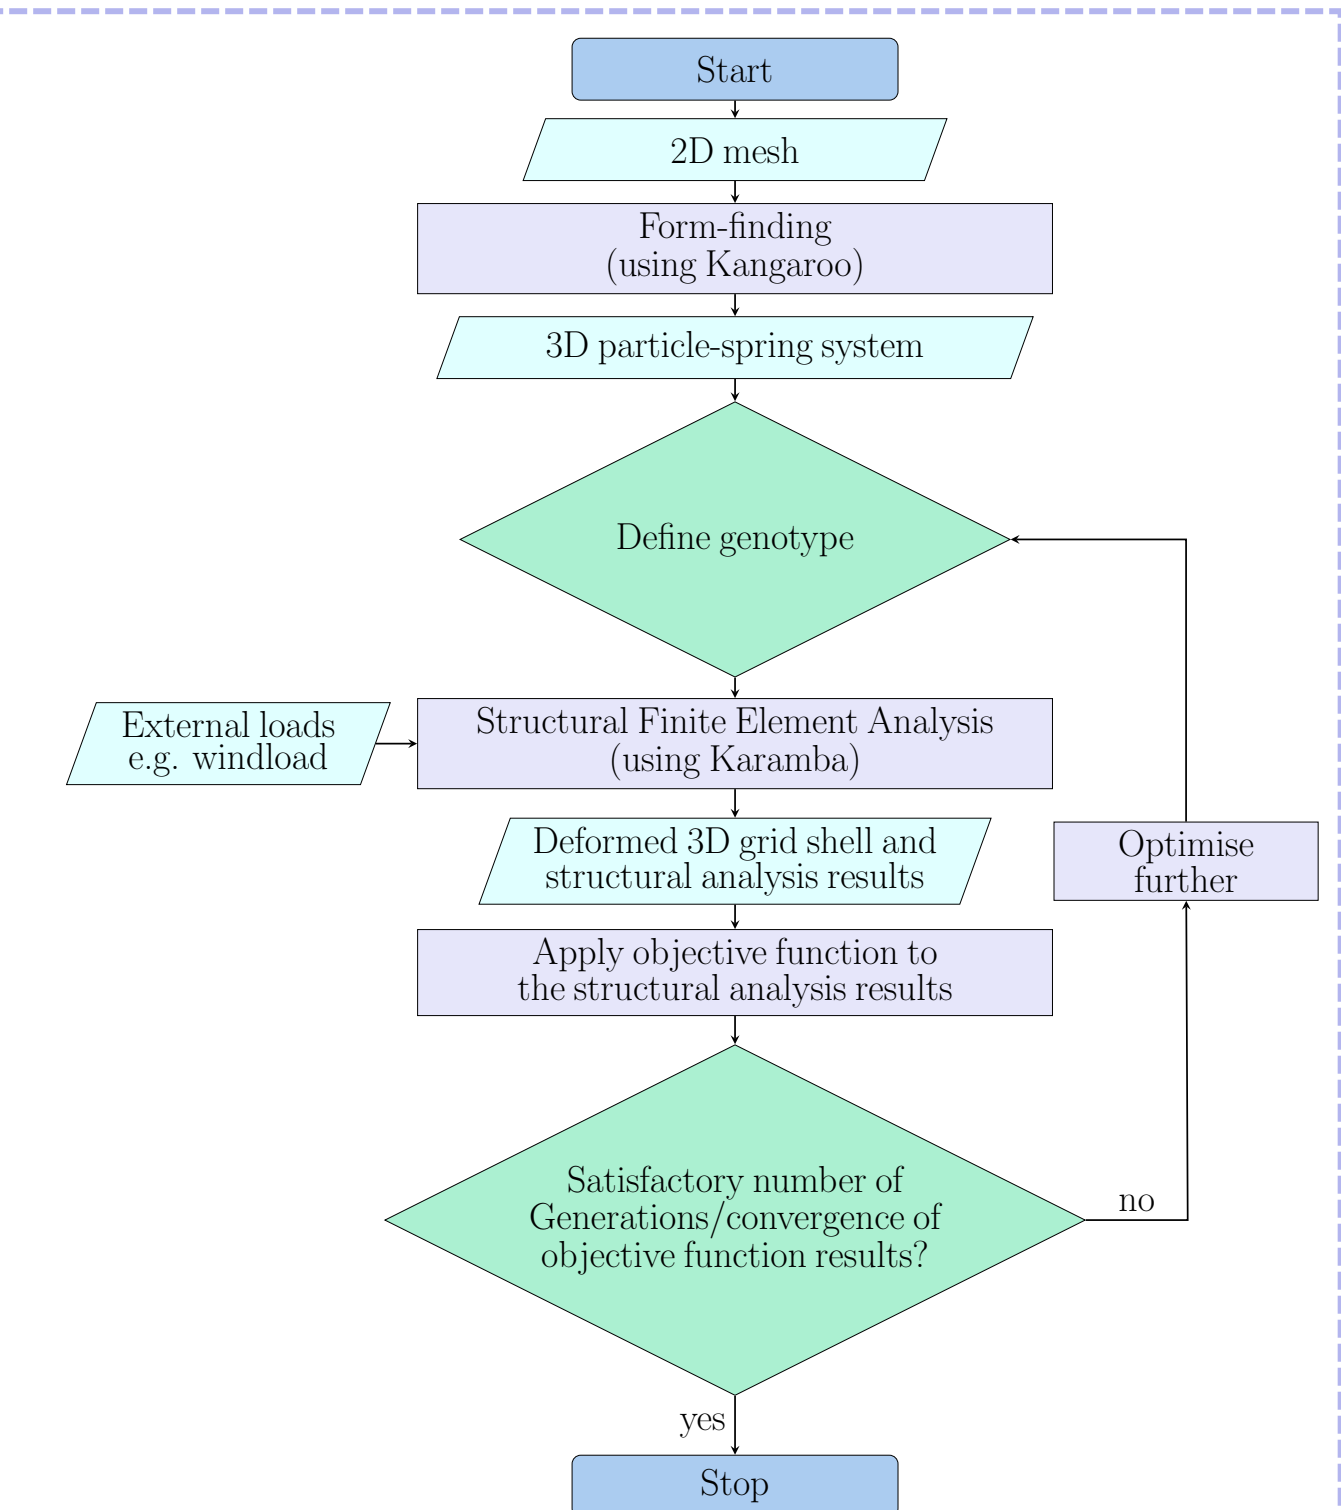 Start
2D mesh
Form-finding
(using Kangaroo)
3D particle-spring system
Define genotype
External loads
e.g. windload
Structural Finite Element Analysis
(using Karamba)
Deformed 3D grid shell and
structural analysis results
Optimise
further
Apply objective function to
the structural analysis results
Satisfactory number of
Generations/convergence of
objective function results?
no
yes
Stop